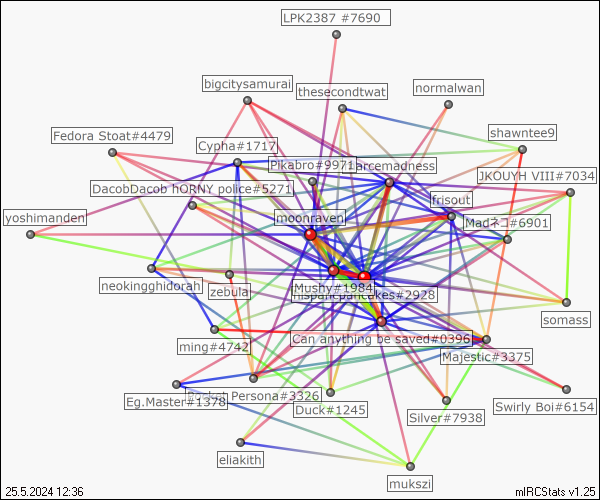 LPK2387 #7690
bigcitysamurai
thesecondtwat
normalwan
Fedora Stoat#4479
shawntee9
Cypha#1717
Pikabro#9971
arcemadness
DacobDacob hORNY police#5271
JKOUYH VIII#7034
frisout
yoshimanden
moonraven
Madネコ#6901
neokingghidorah
zebula
Mushy#1984
cakes#2928
somass
ming#4742
Can anything be saved#0396
Majestic#3375
Eg.Master#1378
Persona#3326
Duck#1245
Silver#7938
Swirly Boi#6154
eliakith
mukszi
25.5.2024 12:36
mIRCStats v1.25